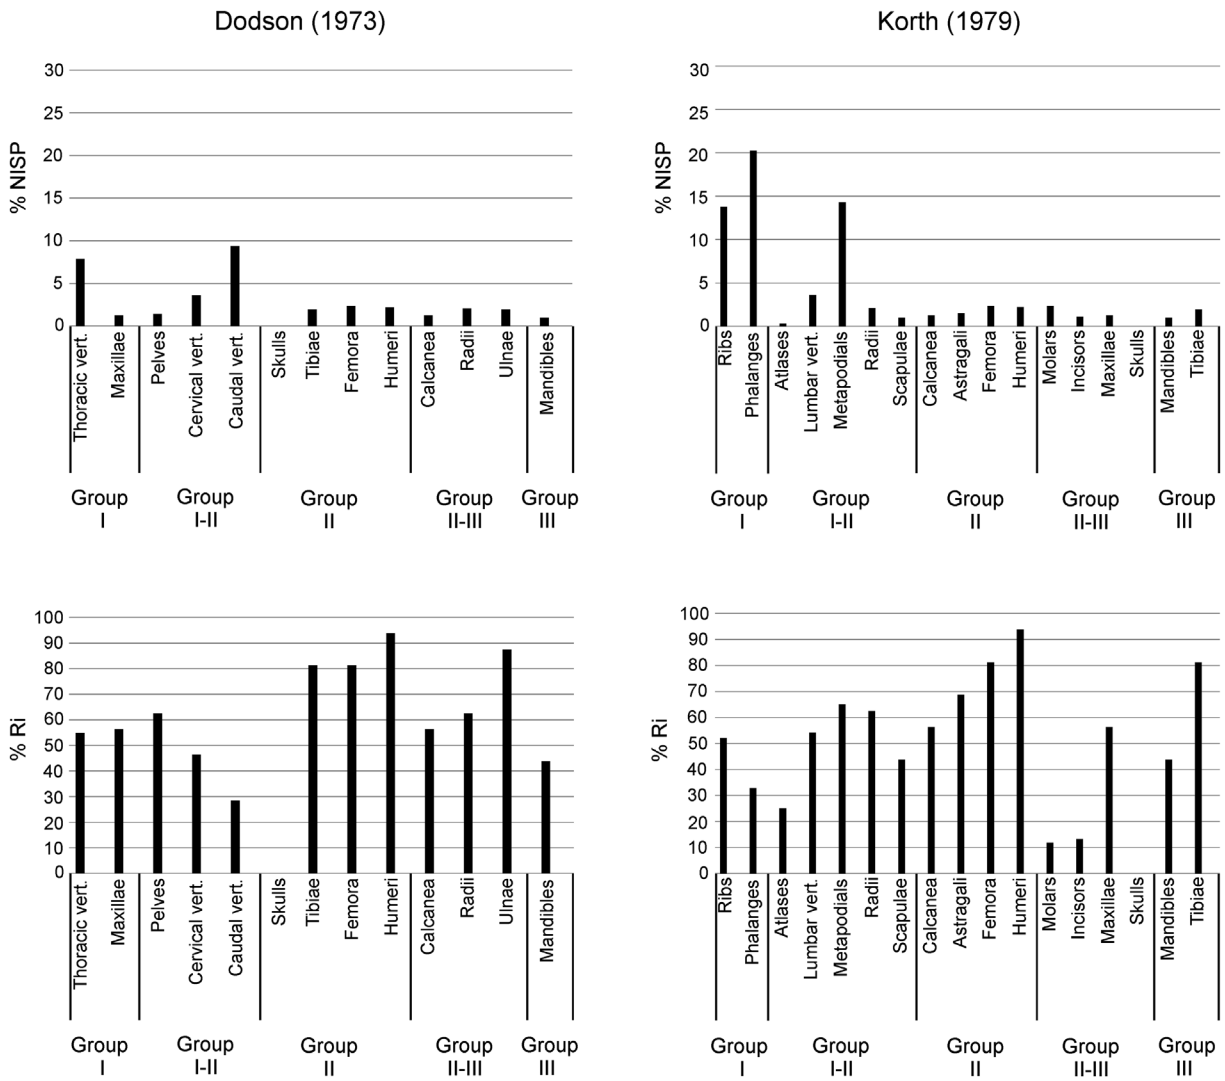 Dodson (1973)
% NISP
30
25
20
15
10
5
0
Thoracic vert.
Maxillae
Pelves
Cervical vert.
Caudal vert.
Skulls
Tibiae
Femora
Humeri
Calcanea
Radii
Ulnae
Mandibles
Group
I
Group
I-II
Group
II
Group
II-III
Group
III
Korth (1979)
% NISP
30
25
20
15
10
5
0
Ribs
Phalanges
Atlases
Lumbar vert.
Metapodials
Radii
Scapulae
Calcanea
Astragali
Femora
Humeri
Molars
Incisors
Maxillae
Skulls
Mandibles
Tibiae
Group
I
Group
I-II
Group
II
Group
II-III
Group
III
% Ri
100
90
80
70
60
50
40
30
20
10
0
Thoracic vert.
Maxillae
Pelves
Cervical vert.
Caudal vert.
Skulls
Tibiae
Femora
Humeri
Calcanea
Radii
Ulnae
Mandibles
Group
I
Group
I-II
Group
II
Group
II-III
Group
III
% Ri
100
90
80
70
60
50
40
30
20
10
0
Ribs
Phalanges
Atlases
Lumbar vert.
Metapodials
Radii
Scapulae
Calcanea
Astragali
Femora
Humeri
Molars
Incisors
Maxillae
Skulls
Mandibles
Tibiae
Group
I
Group
I-II
Group
II
Group
II-III
Group
III